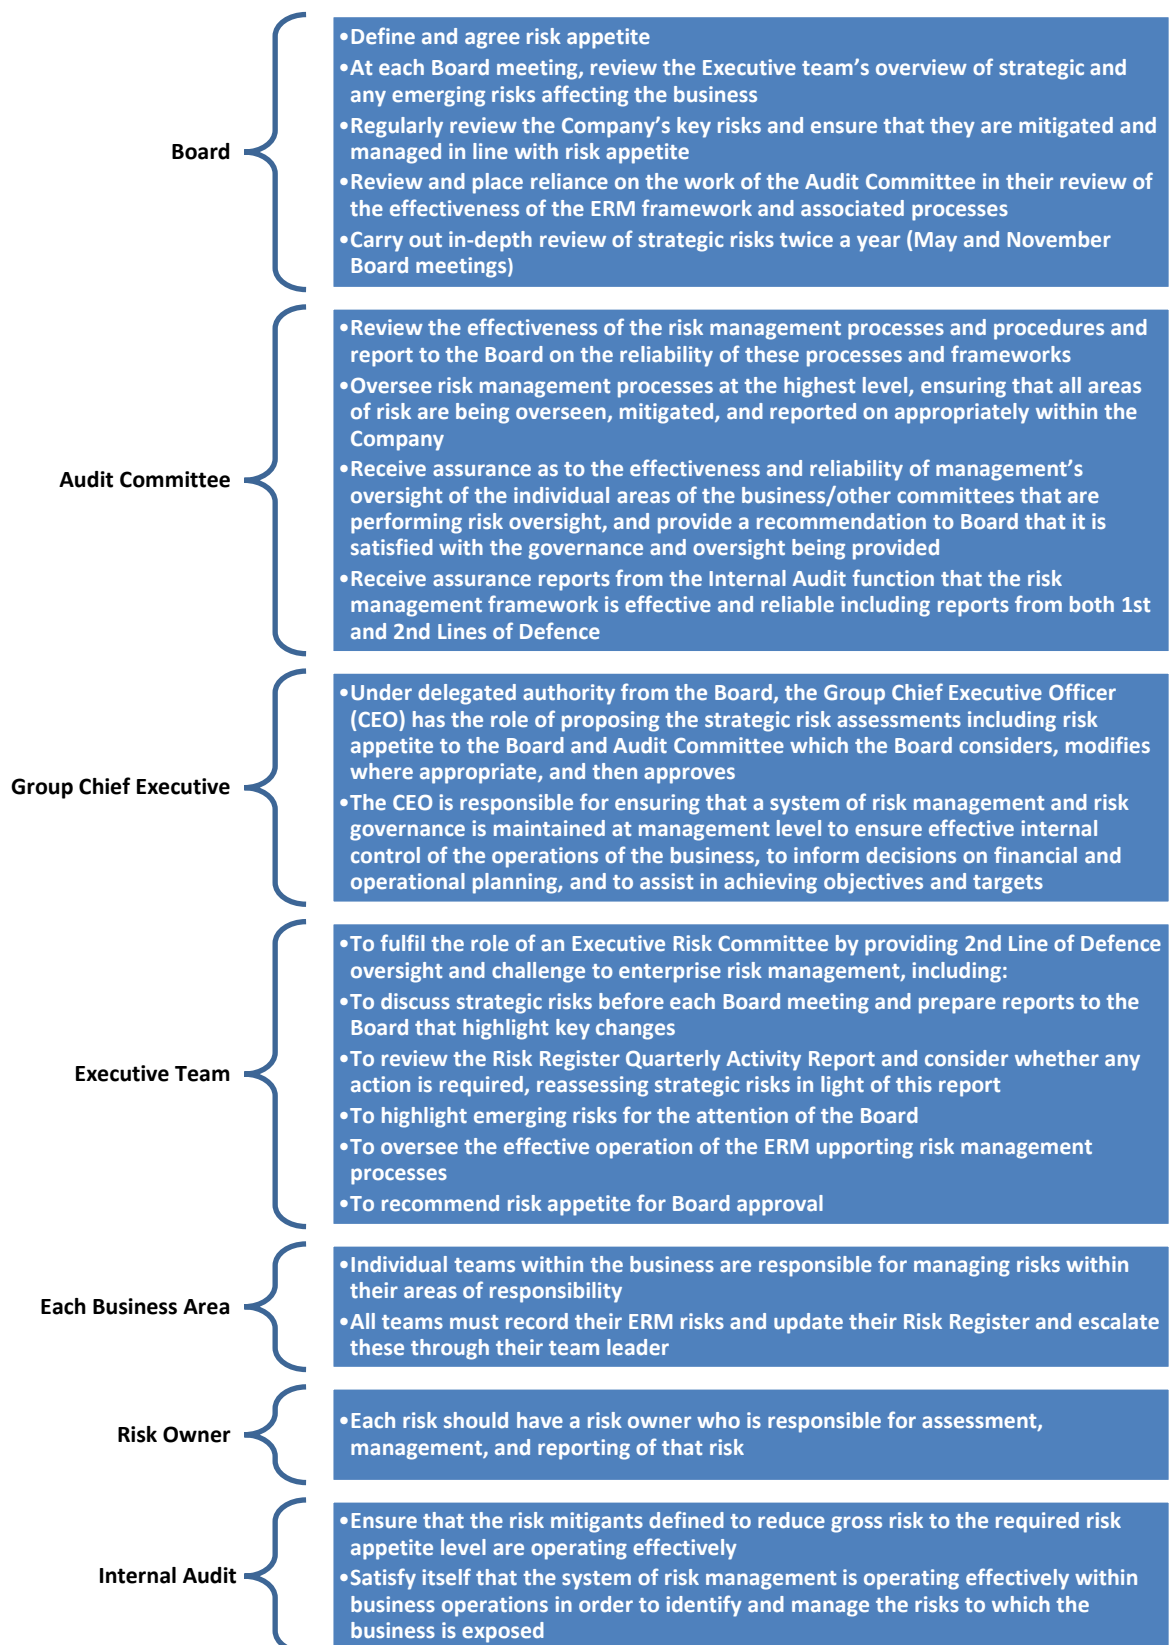 Board
•Define and agree risk appetite
•At each Board meeting, review the Executive team's overview of strategic and
any emerging risks affecting the business
•Regularly review the Company's key risks and ensure that they are mitigated and
managed in line with risk appetite
•Review and place reliance on the work of the Audit Committee in their review of
the effectiveness of the ERM framework and associated processes
•Carry out in-depth review of strategic risks twice a year (May and November
Board meetings)
Audit Committee
•Review the effectiveness of the risk management processes and procedures and
report to the Board on the reliability of these processes and frameworks
•Oversee risk management processes at the highest level, ensuring that all areas
of risk are being overseen, mitigated, and reported on appropriately within the
Company
•Receive assurance as to the effectiveness and reliability of management's
oversight of the individual areas of the business/other committees that are
performing risk oversight, and provide a recommendation to Board that it is
satisfied with the governance and oversight being provided
•Receive assurance reports from the Internal Audit function that the risk
management framework is effective and reliable including reports from both 1st
and 2nd Lines of Defence
Group Chief Executive
•Under delegated authority from the Board, the Group Chief Executive Officer
(CEO) has the role of proposing the strategic risk assessments including risk
appetite to the Board and Audit Committee which the Board considers, modifies
where appropriate, and then approves
•The CEO is responsible for ensuring that a system of risk management and risk
governance is maintained at management level to ensure effective internal
control of the operations of the business, to inform decisions on financial and
operational planning, and to assist in achieving objectives and targets
Executive Team
•To fulfil the role of an Executive Risk Committee by providing 2nd Line of Defence
oversight and challenge to enterprise risk management, including:
•To discuss strategic risks before each Board meeting and prepare reports to the
Board that highlight key changes
•To review the Risk Register Quarterly Activity Report and consider whether any
action is required, reassessing strategic risks in light of this report
•To highlight emerging risks for the attention of the Board
•To oversee the effective operation of the ERM upporting risk management
processes
•To recommend risk appetite for Board approval
Each Business Area
•Individual teams within the business are responsible for managing risks within
their areas of responsibility
•All teams must record their ERM risks and update their Risk Register and escalate
these through their team leader
Risk Owner
•Each risk should have a risk owner who is responsible for assessment,
management, and reporting of that risk
Internal Audit
•Ensure that the risk mitigants defined to reduce gross risk to the required risk
appetite level are operating effectively
•Satisfy itself that the system of risk management is operating effectively within
business operations in order to identify and manage the risks to which the
business is exposed